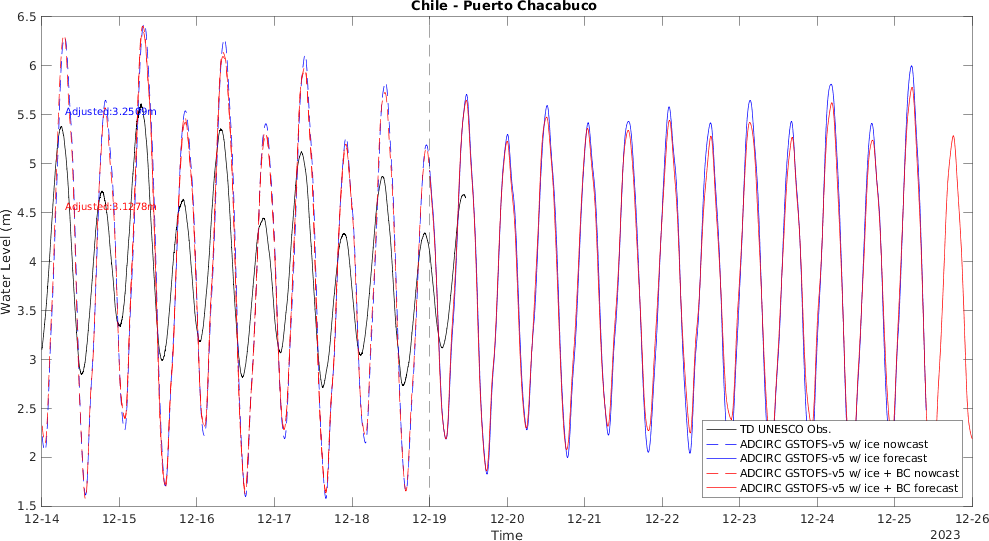 Chile - Puerto Chacabuco
Water Level (m)
6.5
6
5.5
5
4.5
4
3.5
3
2.5
2
1.5
Adjusted:3.2509m
Adjusted:3.1278m
TD UNESCO Obs.
ADCIRC GSTOFS-v5 w/ ice nowcast
ADCIRC GSTOFS-v5 w/ ice forecast
ADCIRC GSTOFS-v5 w/ ice + BC nowcast
ADCIRC GSTOFS-v5 w/ ice + BC forecast
12-14 12-15 12-16 12-17 12-18 12-19 12-20 12-21 12-22 12-23 12-24 12-25 12-26
Time
2023